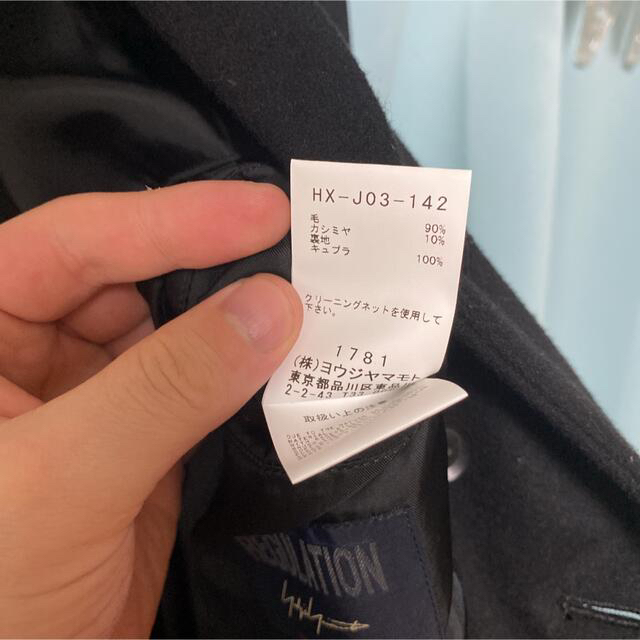 HX-J03-142
毛 90%
カシミヤ 10%
裏地
キュプラ 100%
クリーニングネットを使用して
下さい。
1781
(株)ヨウジヤマモト
東京都品川区東品
2-2-43
取扱い上の注意
REGULATION